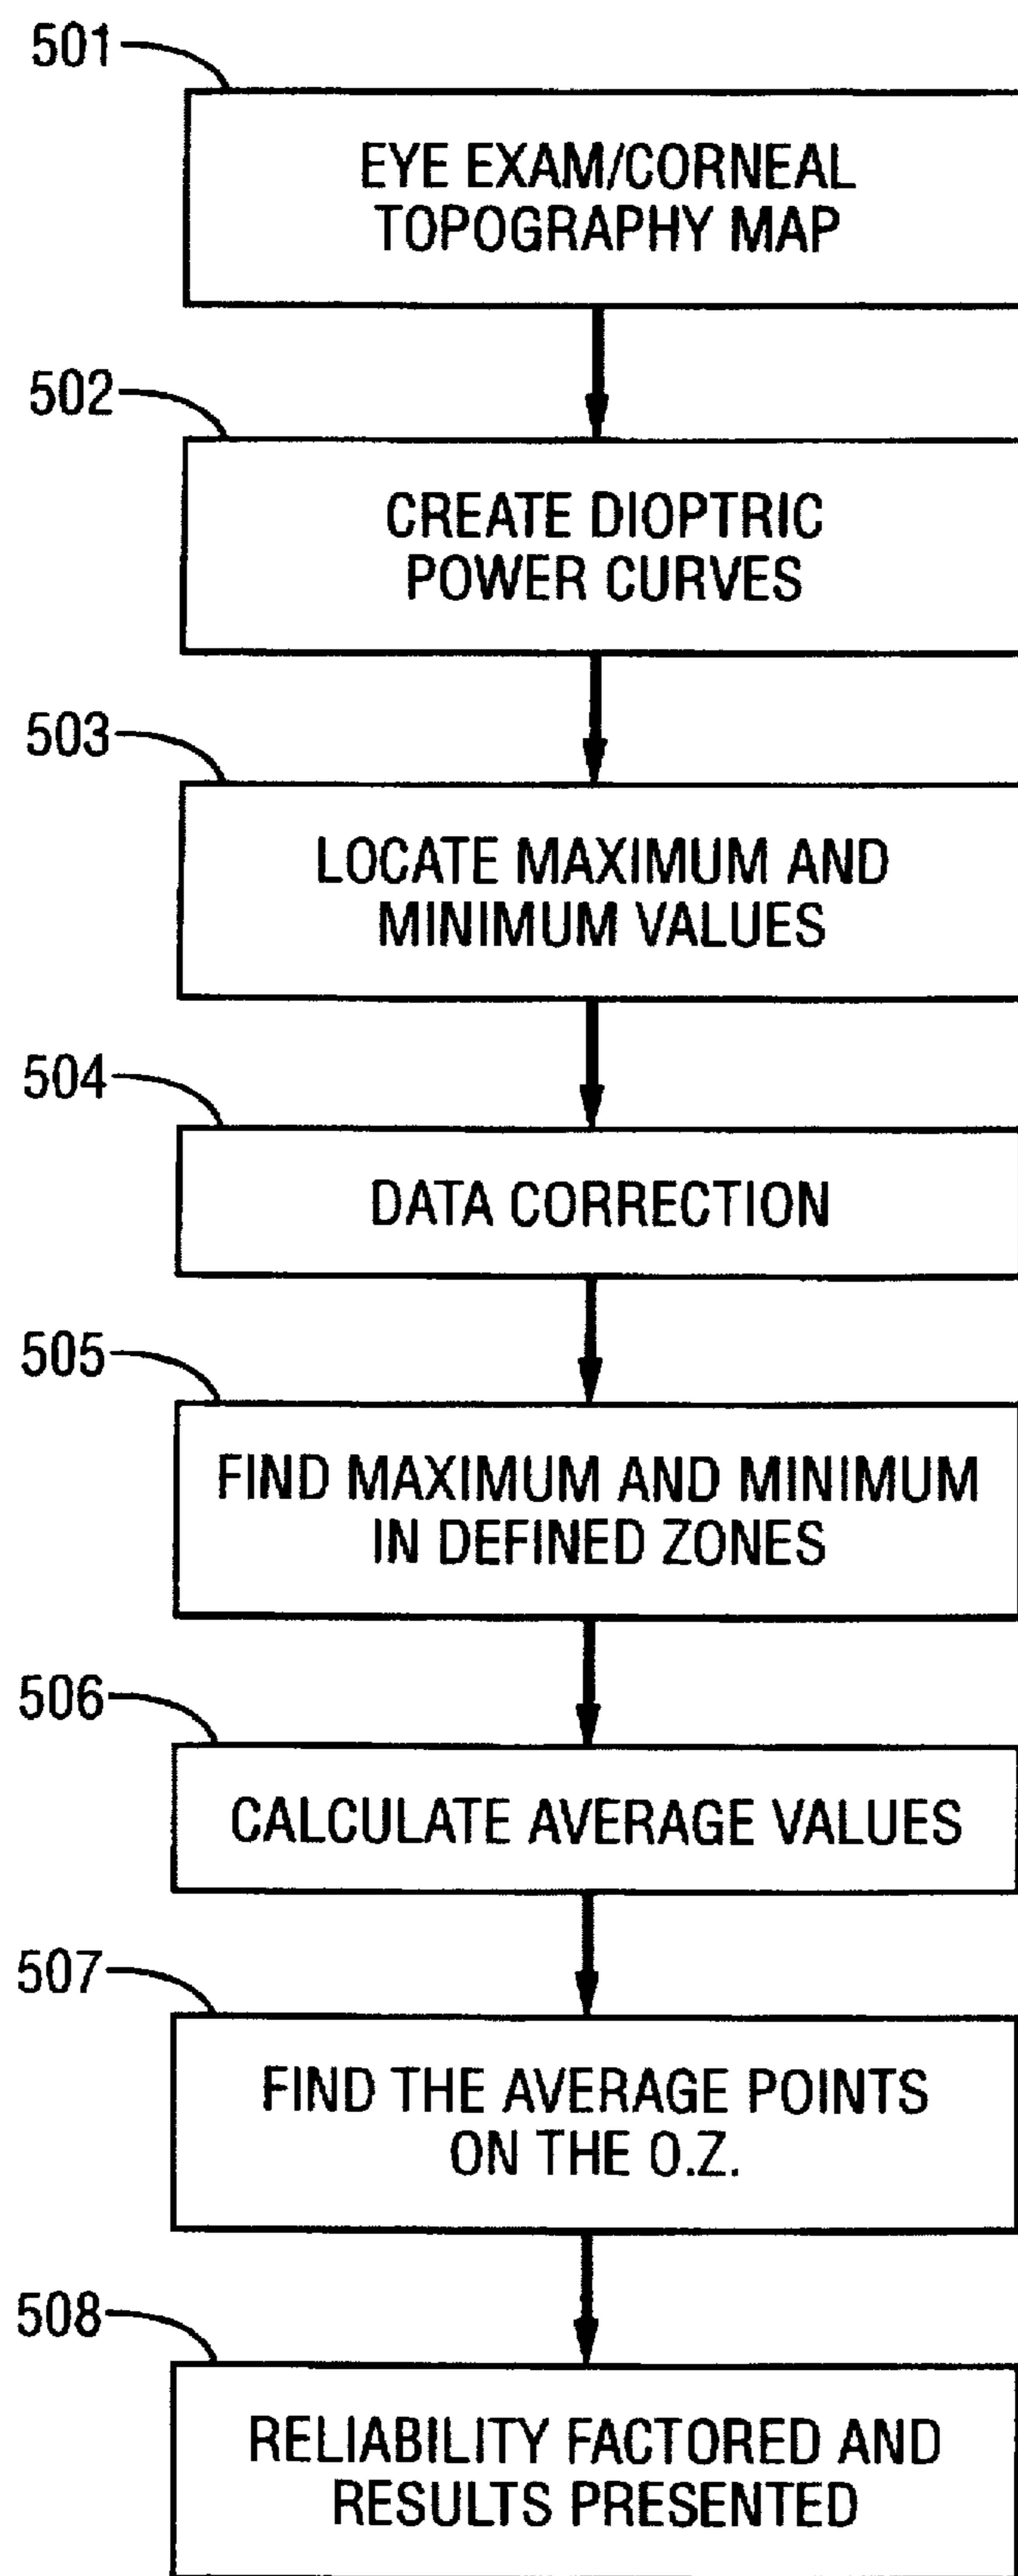 501
EYE EXAM/CORNEAL
TOPOGRAPHY MAP
502
CREATE DIOPTRIC
POWER CURVES
503
LOCATE MAXIMUM AND
MINIMUM VALUES
504
DATA CORRECTION
505
FIND MAXIMUM AND MINIMUM
IN DEFINED ZONES
506
CALCULATE AVERAGE VALUES
507
FIND THE AVERAGE POINTS
ON THE O.Z.
508
RELIABILITY FACTORED AND
RESULTS PRESENTED